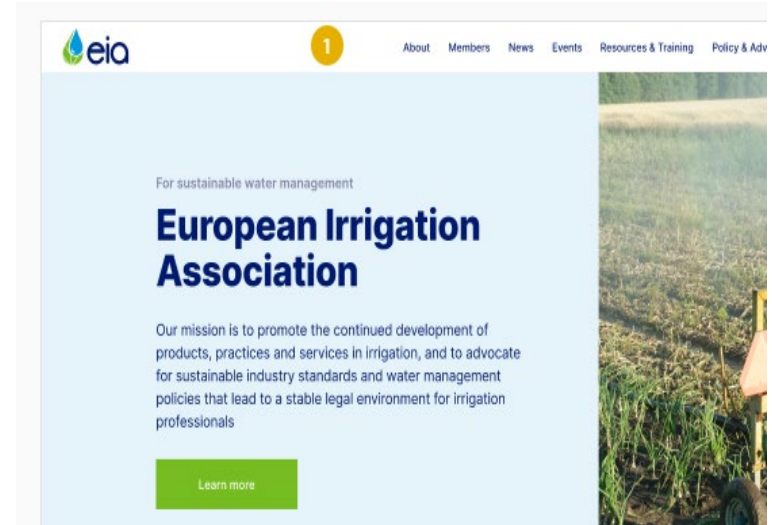 eia
1
About Members News Events Resources & Training Policy & Adv
For sustainable water management
European Irrigation
Association
Our mission is to promote the continued development of
products, practices and services in irrigation, and to advocate
for sustainable industry standards and water management
policies that lead to a stable legal environment for irrigation
professionals
Learn more